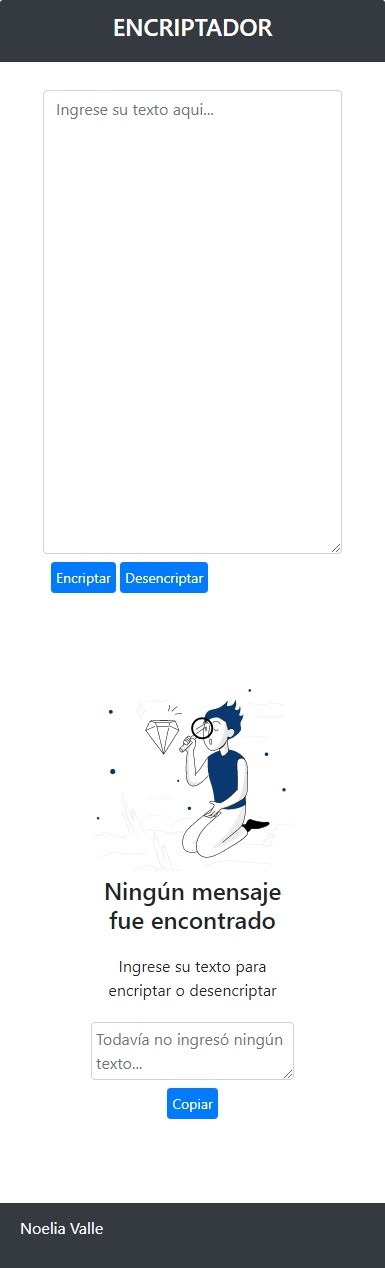 ENCRIPTADOR
Ingrese su texto aqui...
Encriptar Desencriptar
Ningún mensaje
fue encontrado
Ingrese su texto para
encriptar o desencriptar
Todavía no ingresó ningún
texto...
Copiar
Noelia Valle